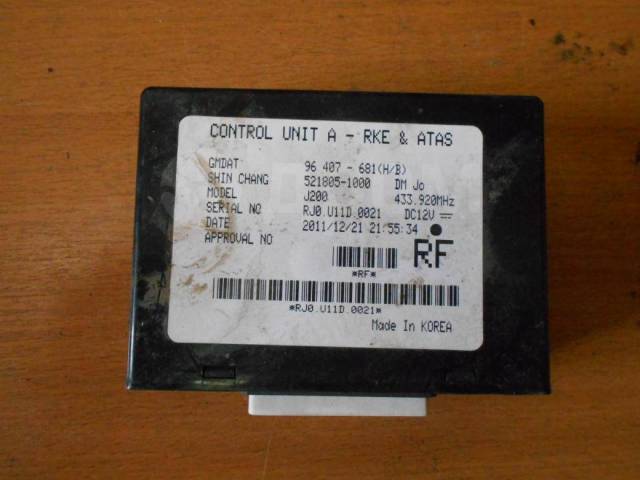 CONTROL UNIT A - RKE & ATAS
GMDAT 96 407 - 681(H/B)
SHIN CHANG 521805-1000 DM Jo
MODEL J200 433.920MHz
SERIAL NO RJ0.U11D.0021 DC12V
DATE 2011/12/21 21:55:34
APPROVAL NO
RF
*RF*
*RJ0.U11D.0021*
Made In KOREA